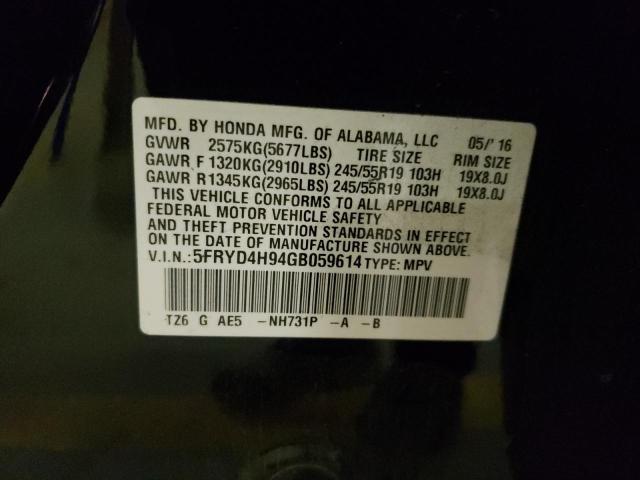 MFD. BY HONDA MFG. OF ALABAMA, LLC 05/'16
GVWR 2575KG(5677LBS) TIRE SIZE RIM SIZE
GAWR F 1320KG(2910LBS) 245/55R19 103H 19X8.0J
GAWR R1345KG(2965LBS) 245/55R19 103H 19X8.0J
THIS VEHICLE CONFORMS TO ALL APPLICABLE
FEDERAL MOTOR VEHICLE SAFETY
AND THEFT PREVENTION STANDARDS IN EFFECT
ON THE DATE OF MANUFACTURE SHOWN ABOVE.
V.I.N.:5FRYD4H94GB059614 TYPE: MPV
TZ6 G AE5 -NH731P -A -B